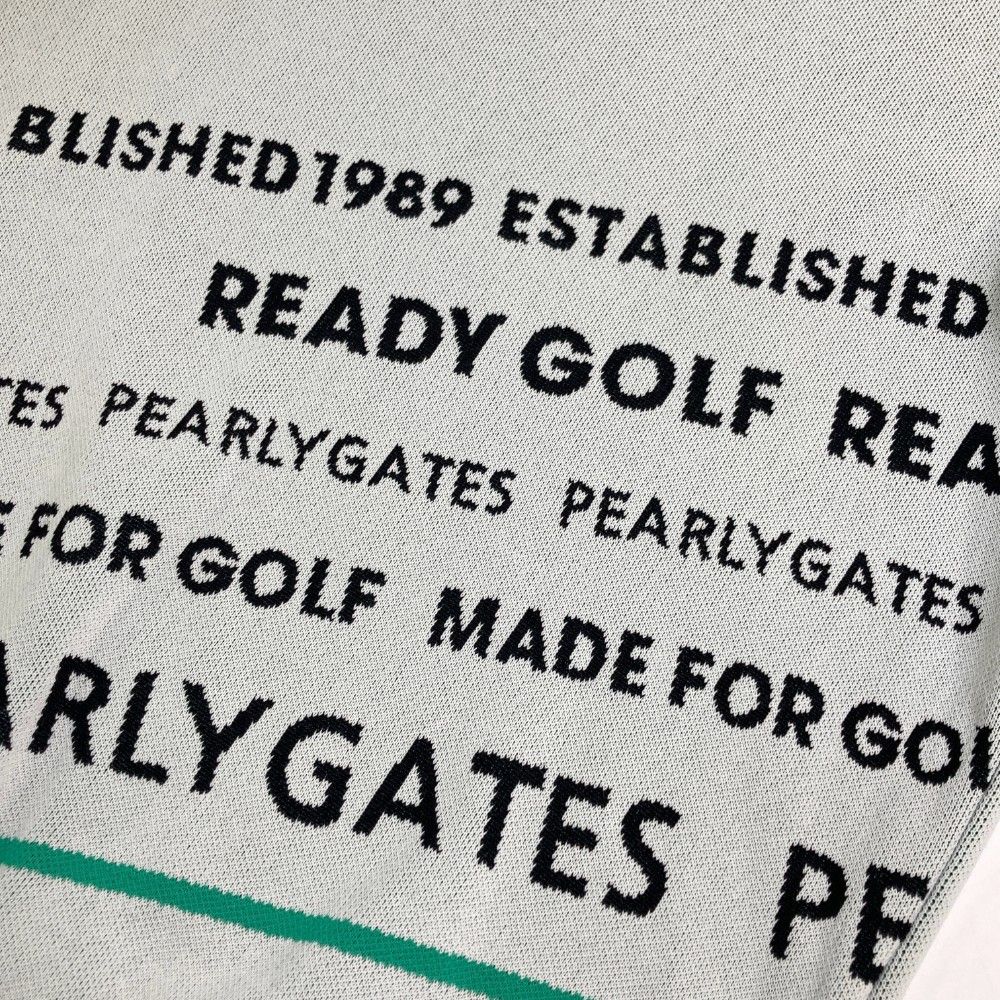 BLISHED 1989 ESTABLISHED
READY GOLF REA
TES PEARLYGATES PEARLYGATES
E FOR GOLF MADE FOR GOL
ARLYGATES PE